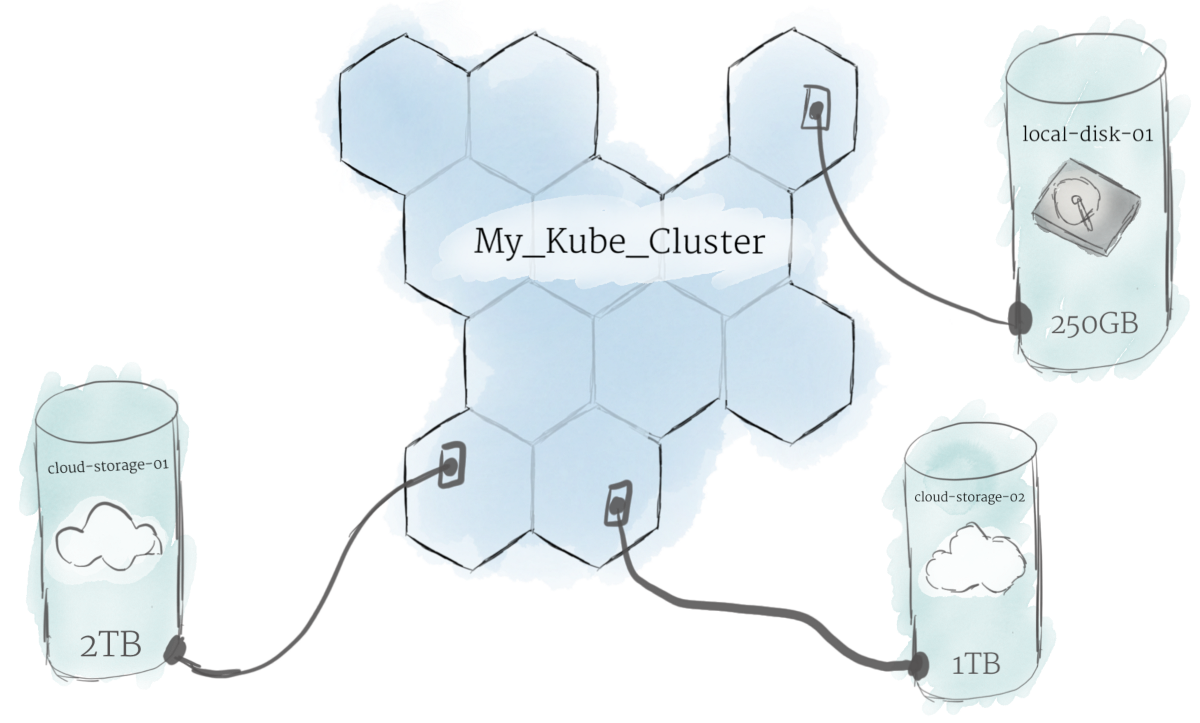 local-disk-01
My_Kube_Cluster
250GB
cloud-storage-01
cloud-storage-02
2TB
1TB